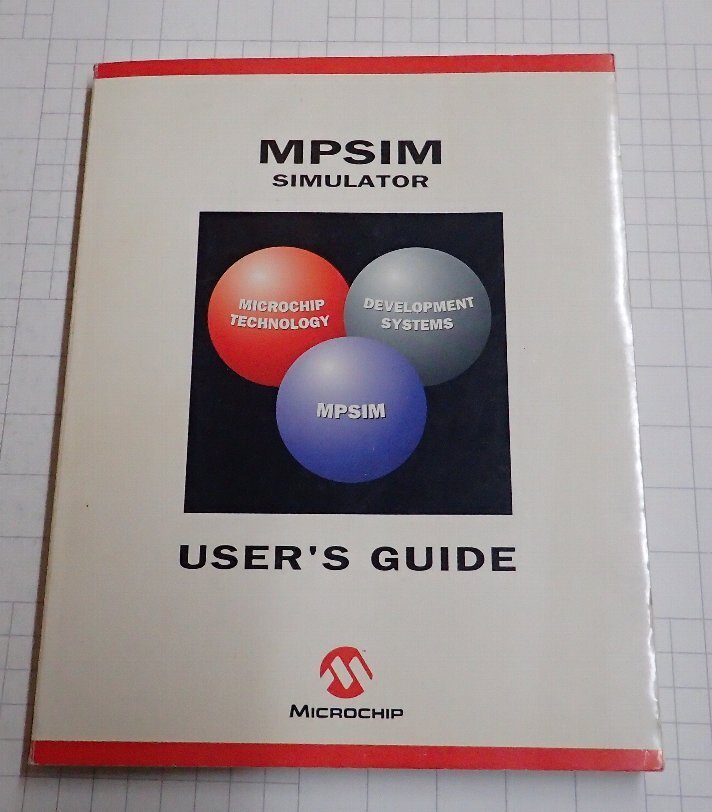 MPSIM
SIMULATOR
MICROCHIP
TECHNOLOGY
DEVELOPMENT
SYSTEMS
MPSIM
USER'S GUIDE
MICROCHIP